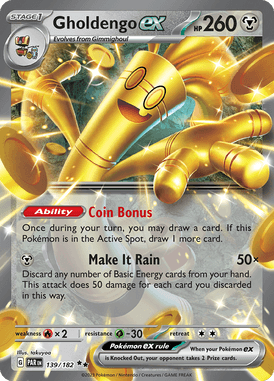 STAGE 1 Gholdengo ex HP 260
Evolves from Gimmighoul
Ability Coin Bonus
Once during your turn, you may draw a card. If this
Pokémon is in the Active Spot, draw 1 more card.
Make It Rain 50×
Discard any number of Basic Energy cards from your hand.
This attack does 50 damage for each card you discarded
in this way.
weakness ×2 resistance -30 retreat
Illus. takuyoa
Pokémon ex rule
When your Pokémon ex
is Knocked Out, your opponent takes 2 Prize cards.
G PAR EN 139/182
©2023 Pokémon / Nintendo / Creatures / GAME FREAK